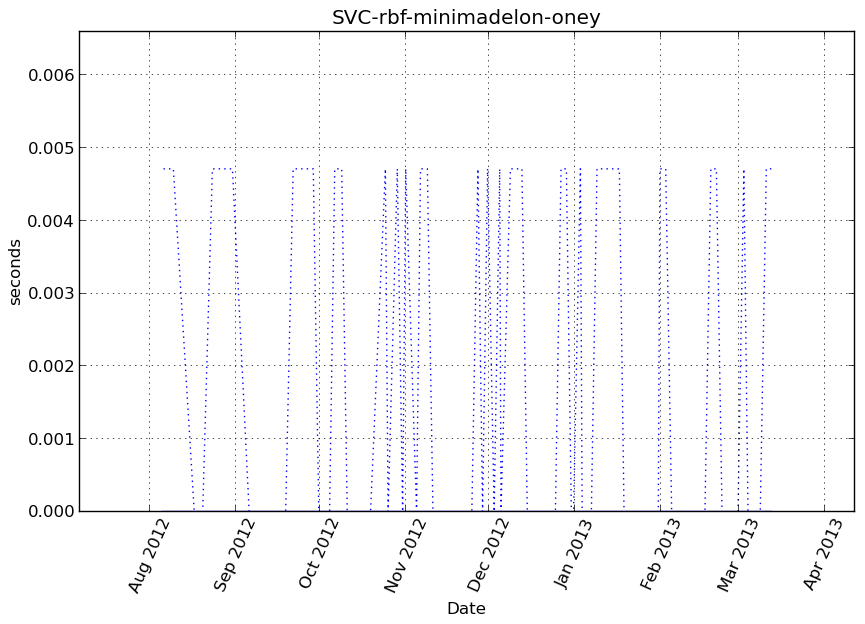 SVC-rbf-minimadelon-oney
0.006
0.005
0.004
0.003
0.002
0.001
0.000
seconds
Aug 2012
Sep 2012
Oct 2012
Nov 2012
Dec 2012
Jan 2013
Feb 2013
Mar 2013
Apr 2013
Date